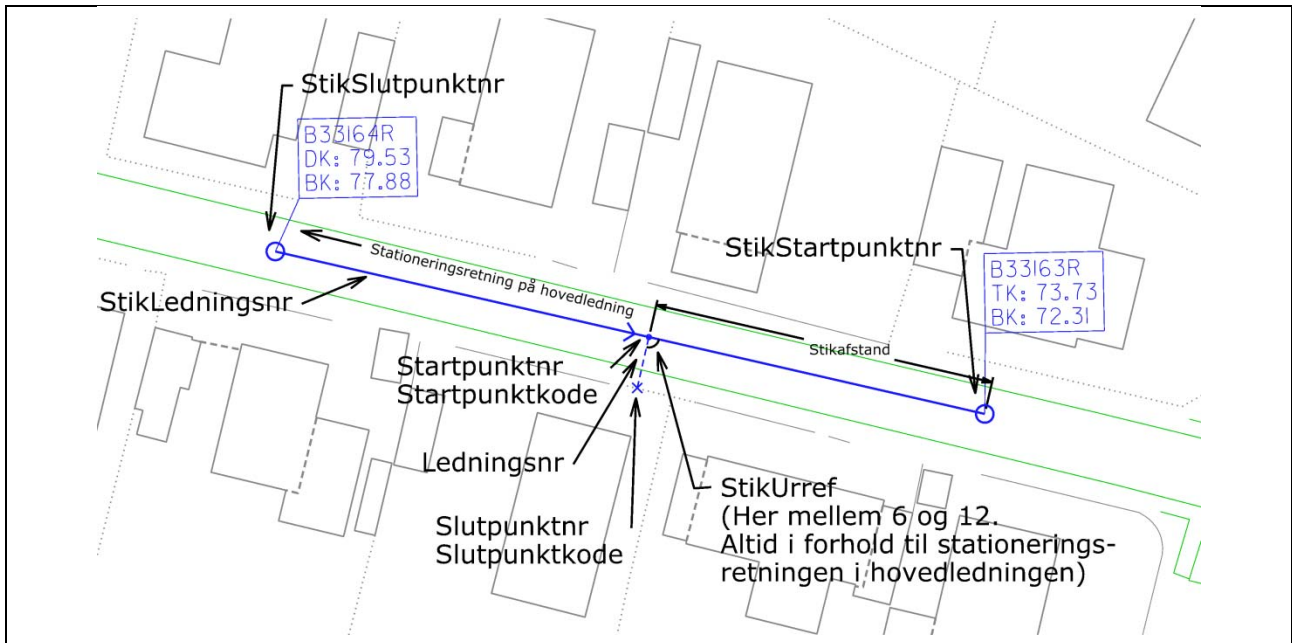 StikSlutpunktnr
B33164R
DK: 79.53
BK: 77.88
StikStartpunktnr
B33163R
TK: 73.73
BK: 72.31
Stationeringsretning på hovedledning
StikLedningsnr
Stikafstand
Startpunktnr
Startpunktkode
Ledningsnr
StikUrref
(Her mellem 6 og 12.
Altid i forhold til stationerings-
retningen i hovedledningen)
Slutpunktnr
Slutpunktkode